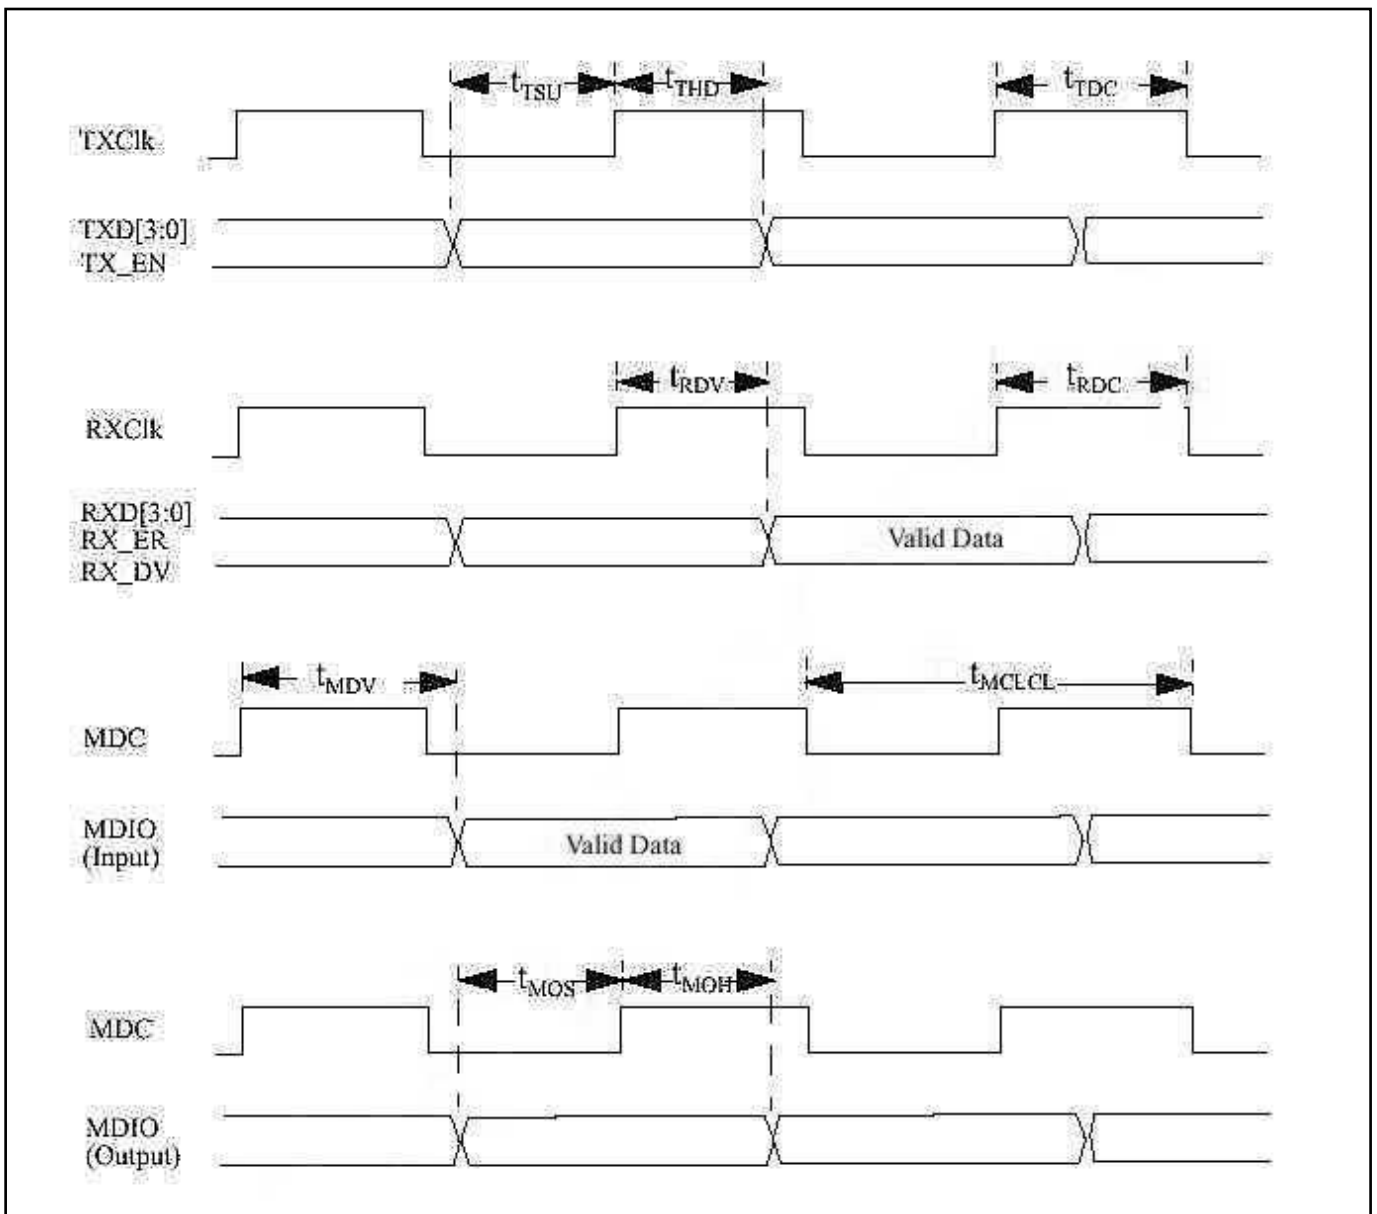 tTSU tTHD tTDC
TXClk
TXD[3:0]
TX_EN
tRDV tRDC
RXClk
RXD[3:0]
RX_ER
RX_DV
Valid Data
tMDV tMCLCL
MDC
MDIO
(Input)
Valid Data
tMOS tMOH
MDC
MDIO
(Output)